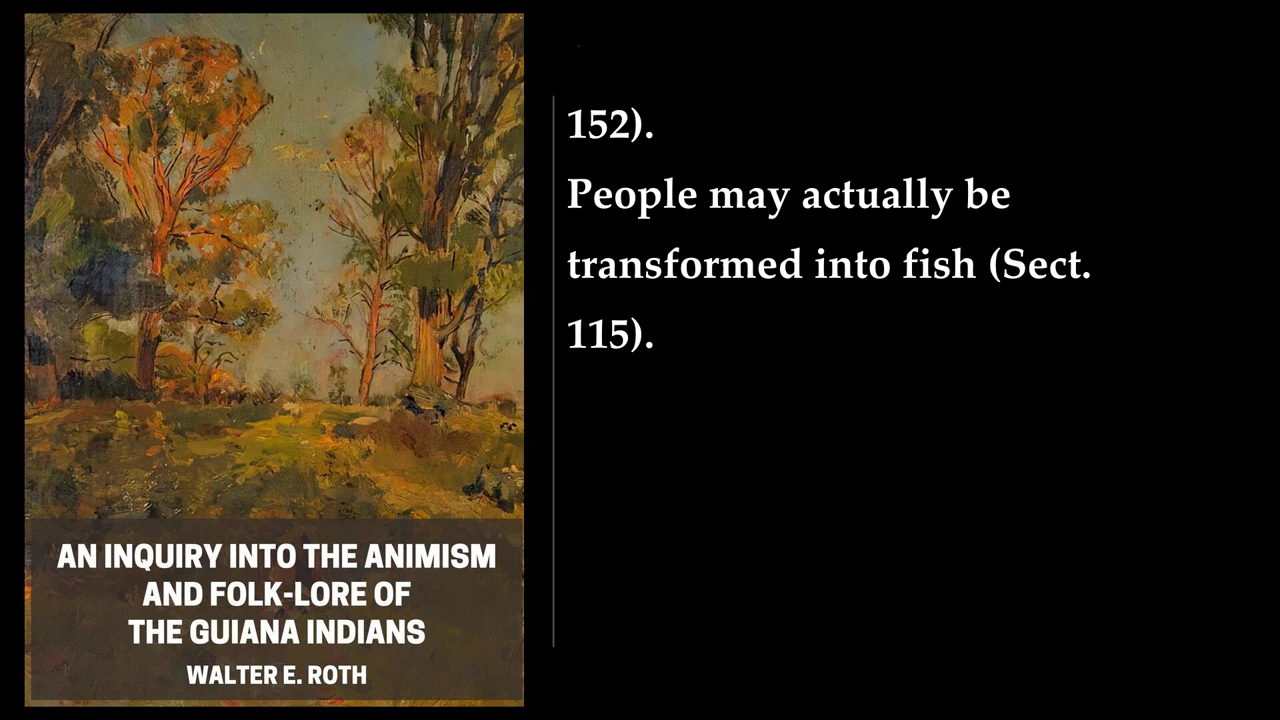 AN INQUIRY INTO THE ANIMISM
AND FOLK-LORE OF
THE GUIANA INDIANS
WALTER E. ROTH
152).
People may actually be
transformed into fish (Sect.
115).